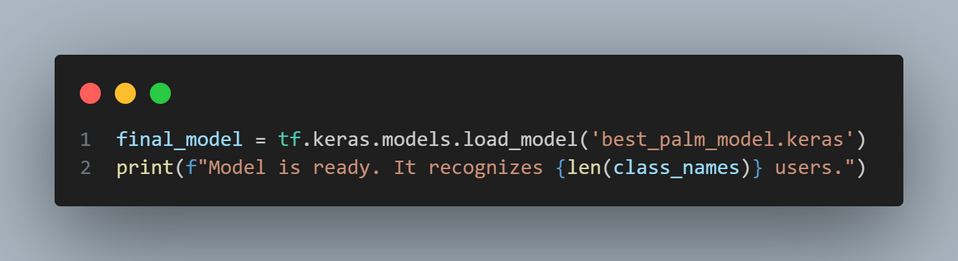 1 final_model = tf.keras.models.load_model('best_palm_model.keras')
2 print(f"Model is ready. It recognizes {len(class_names)} users.")